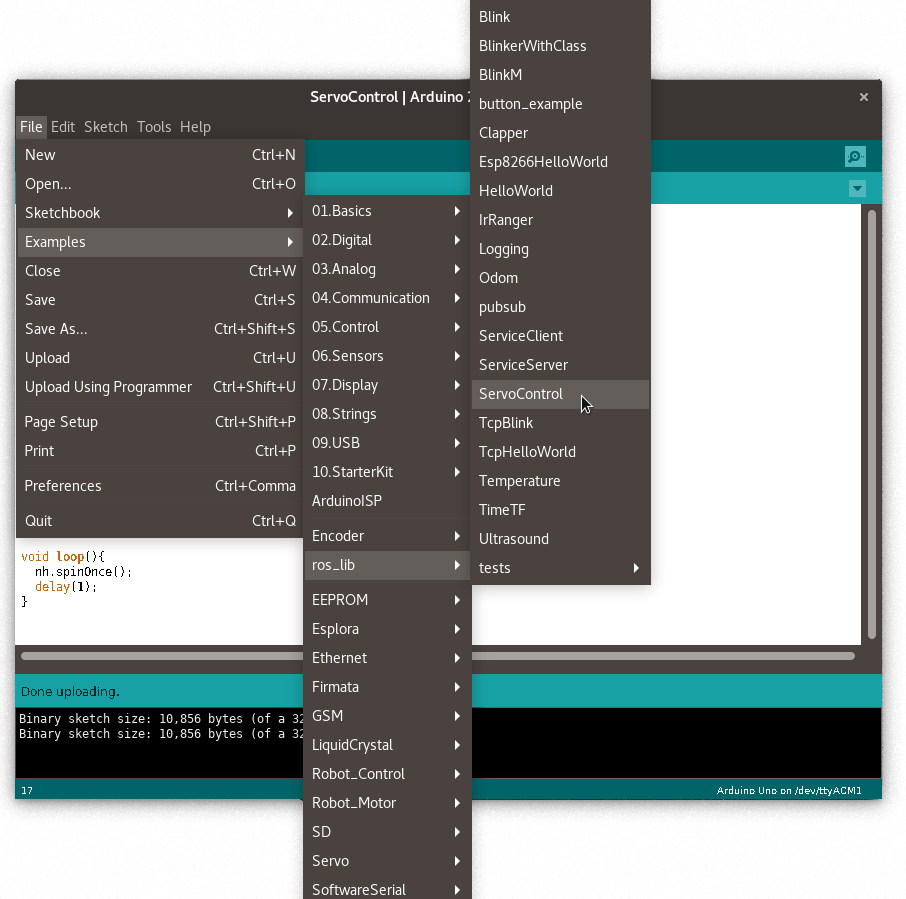 ServoControl | Arduino
File Edit Sketch Tools Help
New Ctrl+N
Open... Ctrl+O
Sketchbook
Examples
Close Ctrl+W
Save Ctrl+S
Save As... Ctrl+Shift+S
Upload Ctrl+U
Upload Using Programmer Ctrl+Shift+U
Page Setup Ctrl+Shift+P
Print Ctrl+P
Preferences Ctrl+Comma
Quit Ctrl+Q
01.Basics
02.Digital
03.Analog
04.Communication
05.Control
06.Sensors
07.Display
08.Strings
09.USB
10.StarterKit
ArduinoISP
Encoder
ros_lib
EEPROM
Esplora
Ethernet
Firmata
GSM
LiquidCrystal
Robot_Control
Robot_Motor
SD
Servo
SoftwareSerial
Blink
BlinkerWithClass
BlinkM
button_example
Clapper
Esp8266HelloWorld
HelloWorld
IrRanger
Logging
Odom
pubsub
ServiceClient
ServiceServer
ServoControl
TcpBlink
TcpHelloWorld
Temperature
TimeTF
Ultrasound
tests
void loop(){
nh.spinOnce();
delay(1);
}
Done uploading.
Binary sketch size: 10,856 bytes (of a 32
Binary sketch size: 10,856 bytes (of a 32
17
Arduino Uno on /dev/ttyACM1